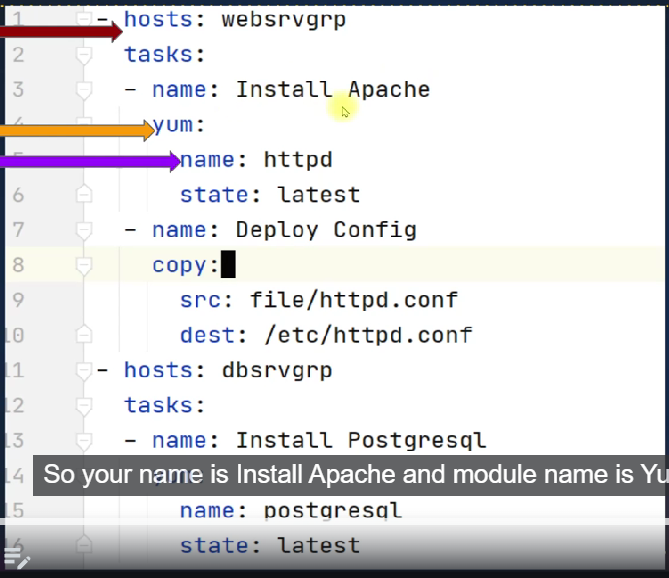 1 - hosts: websrvgrp
2 tasks:
3 - name: Install Apache
4 yum:
5 name: httpd
6 state: latest
7 - name: Deploy Config
8 copy:
9 src: file/httpd.conf
10 dest: /etc/httpd.conf
11 - hosts: dbsrvgrp
12 tasks:
13 - name: Install Postgresql
14
So your name is Install Apache and module name is Yu
15 name: postgresql
16 state: latest